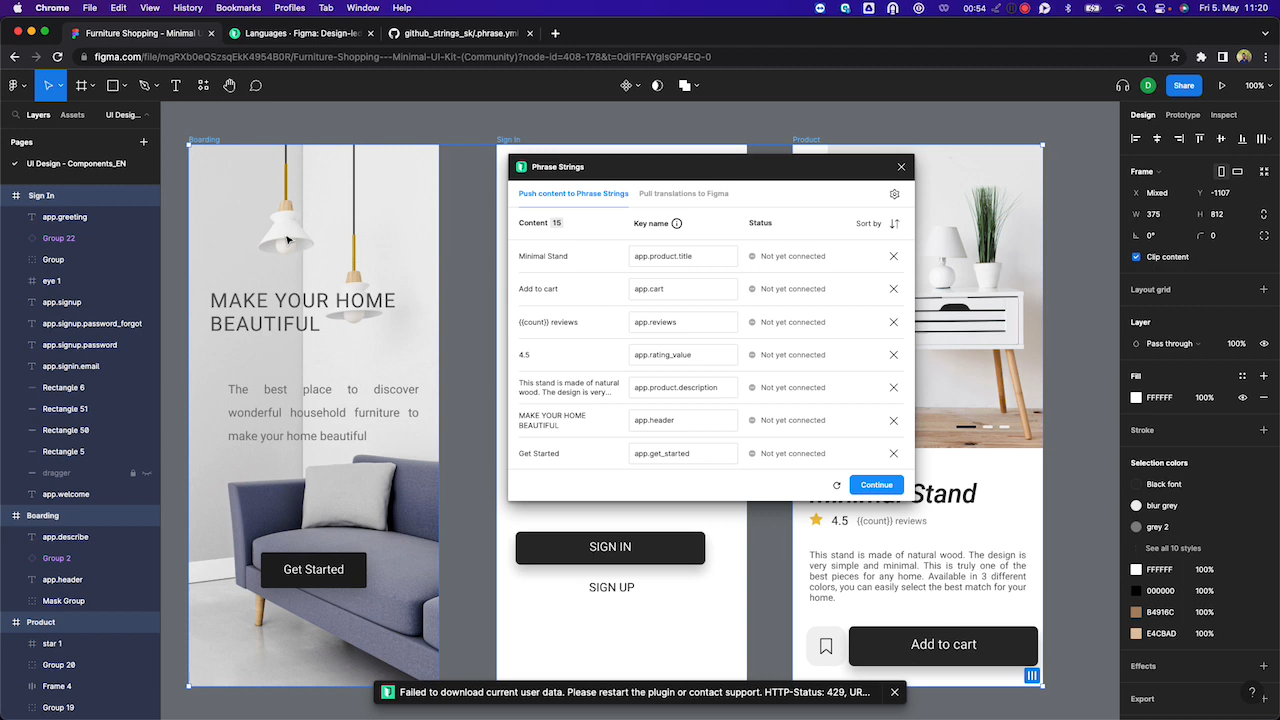 Chrome File Edit View History Bookmarks Profiles Tab Window Help
00:54
Fri 5. May 11:20
Furniture Shopping - Minimal U
Languages - Figma: Design-led
github_strings_sk/.phrase.yml
figma.com/file/mgRXb0eQSzsqEkK4954B0R/Furniture-Shopping---Minimal-UI-Kit-(Community)?node-id=408-178&t=0di1FFAYgIsGP4EQ-0
D
Share
100%
Layers Assets UI Desig...
Pages
UI Design - Components_EN
Sign In
app.greeting
Group 22
Group
eye 1
app.signup
app.signup.password_forgot
app.signup.password
app.signin.email
Rectangle 6
Rectangle 51
Rectangle 50
Rectangle 5
dragger
app.welcome
Boarding
app.describe
Group 2
app.header
Mask Group
Product
star 1
Group 20
Frame 4
Group 19
Boarding
MAKE YOUR HOME
BEAUTIFUL
The best place to discover
wonderful household furniture to
make your home beautiful
Get Started
Sign In
Phrase Strings
Push content to Phrase Strings Pull translations to Figma
Content 15 Key name Status Sort by
Minimal Stand app.product.title Not yet connected
Add to cart app.cart Not yet connected
{{count}} reviews app.reviews Not yet connected
4.5 app.rating_value Not yet connected
This stand is made of natural
wood. The design is very... app.product.description Not yet connected
MAKE YOUR HOME
BEAUTIFUL app.header Not yet connected
Get Started app.get_started Not yet connected
Continue
SIGN IN
SIGN UP
Product
Minimal Stand
4.5 {{count}} reviews
This stand is made of natural wood. The design is
very simple and minimal. This is truly one of the
best pieces for any home. Available in 3 different
colors, you can easily select the best match for your
home.
Add to cart
Failed to download current user data. Please restart the plugin or contact support. HTTP-Status: 429, UR...
Design Prototype Inspect
Frame
X Mixed Y -1107
W 375 H 812
0° 0
Clip content
Layout grid
Layer
Pass through 100%
Fill
FFFFFF 100%
Stroke
Selection colors
Black font
blur grey
grey 2
See all 10 styles
FFFFFF 100%
000000 100%
B4916C 100%
E4CBAD 100%
Effects
Export
?